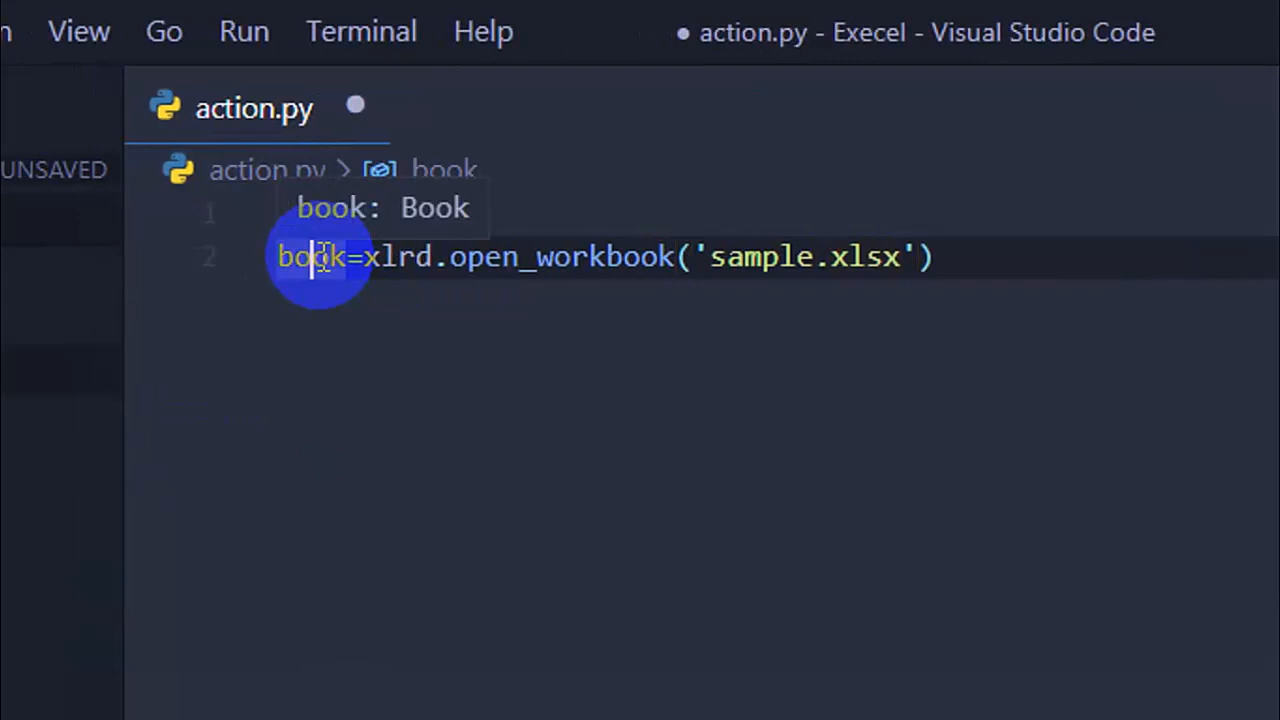 View Go Run Terminal Help ● action.py - Execel - Visual Studio Code
action.py
UNSAVED
action.py > book
book: Book
1
2 book=xlrd.open_workbook('sample.xlsx')